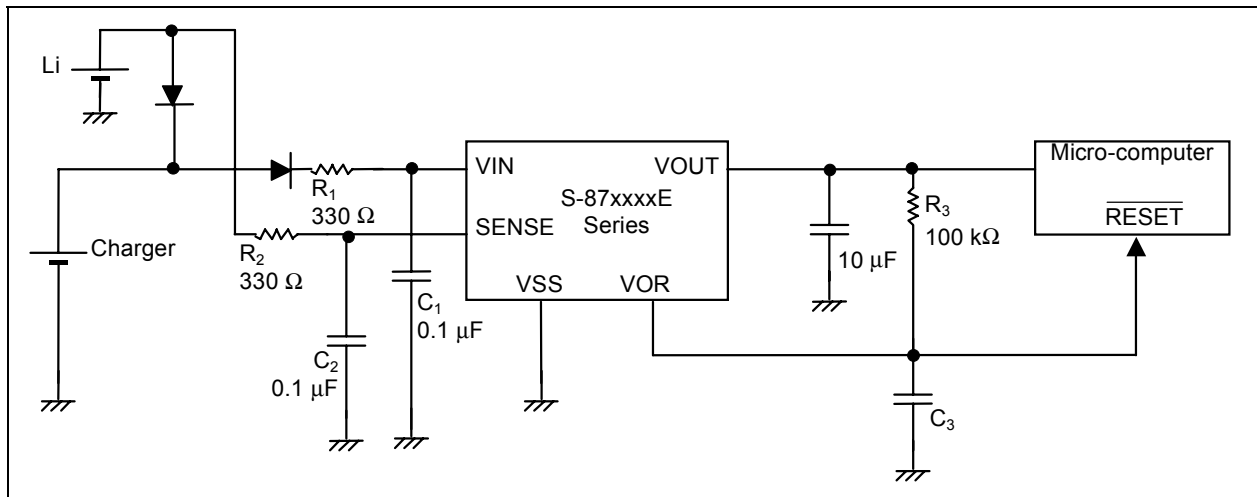 Li
Charger
R1
330 Ω
R2
330 Ω
C1
0.1 μF
C2
0.1 μF
VIN
VOUT
S-87xxxxE
Series
SENSE
VSS
VOR
10 μF
R3
100 kΩ
C3
Micro-computer
RESET